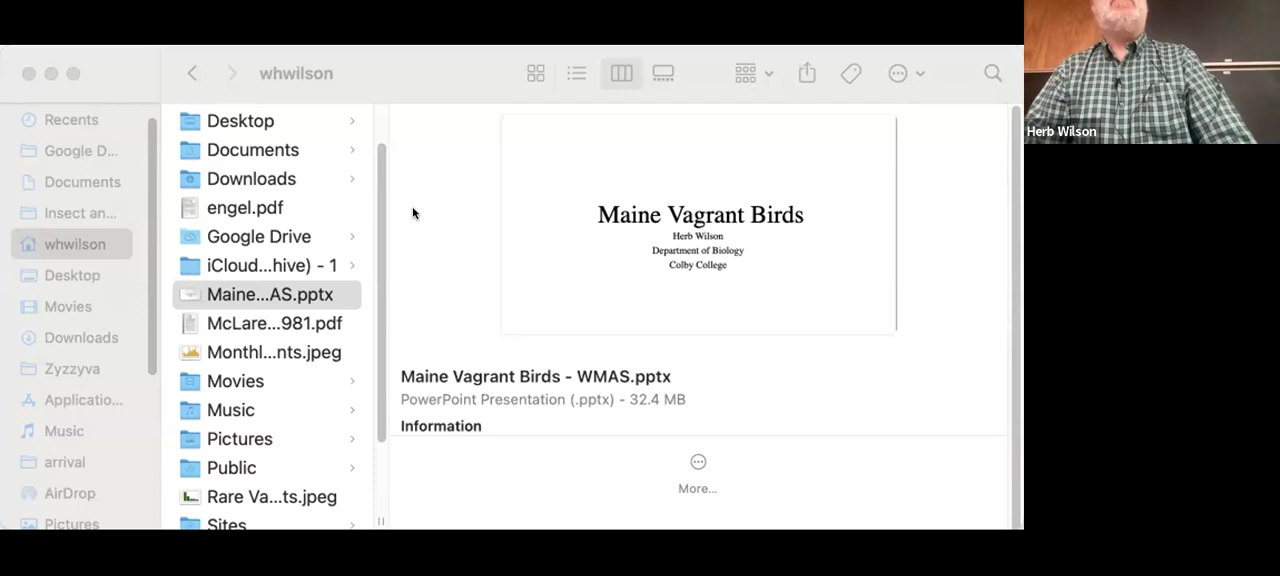 whwilson
Recents
Google D...
Documents
Insect an...
whwilson
Desktop
Movies
Downloads
Zyzzyva
Applicatio...
Music
arrival
AirDrop
Pictures
Desktop
Documents
Downloads
engel.pdf
Google Drive
iCloud...hive) - 1
Maine...AS.pptx
McLare...981.pdf
Monthl...nts.jpeg
Movies
Music
Pictures
Public
Rare Va...ts.jpeg
Sites
Maine Vagrant Birds
Herb Wilson
Department of Biology
Colby College
Maine Vagrant Birds - WMAS.pptx
PowerPoint Presentation (.pptx) - 32.4 MB
Information
More...
Herb Wilson